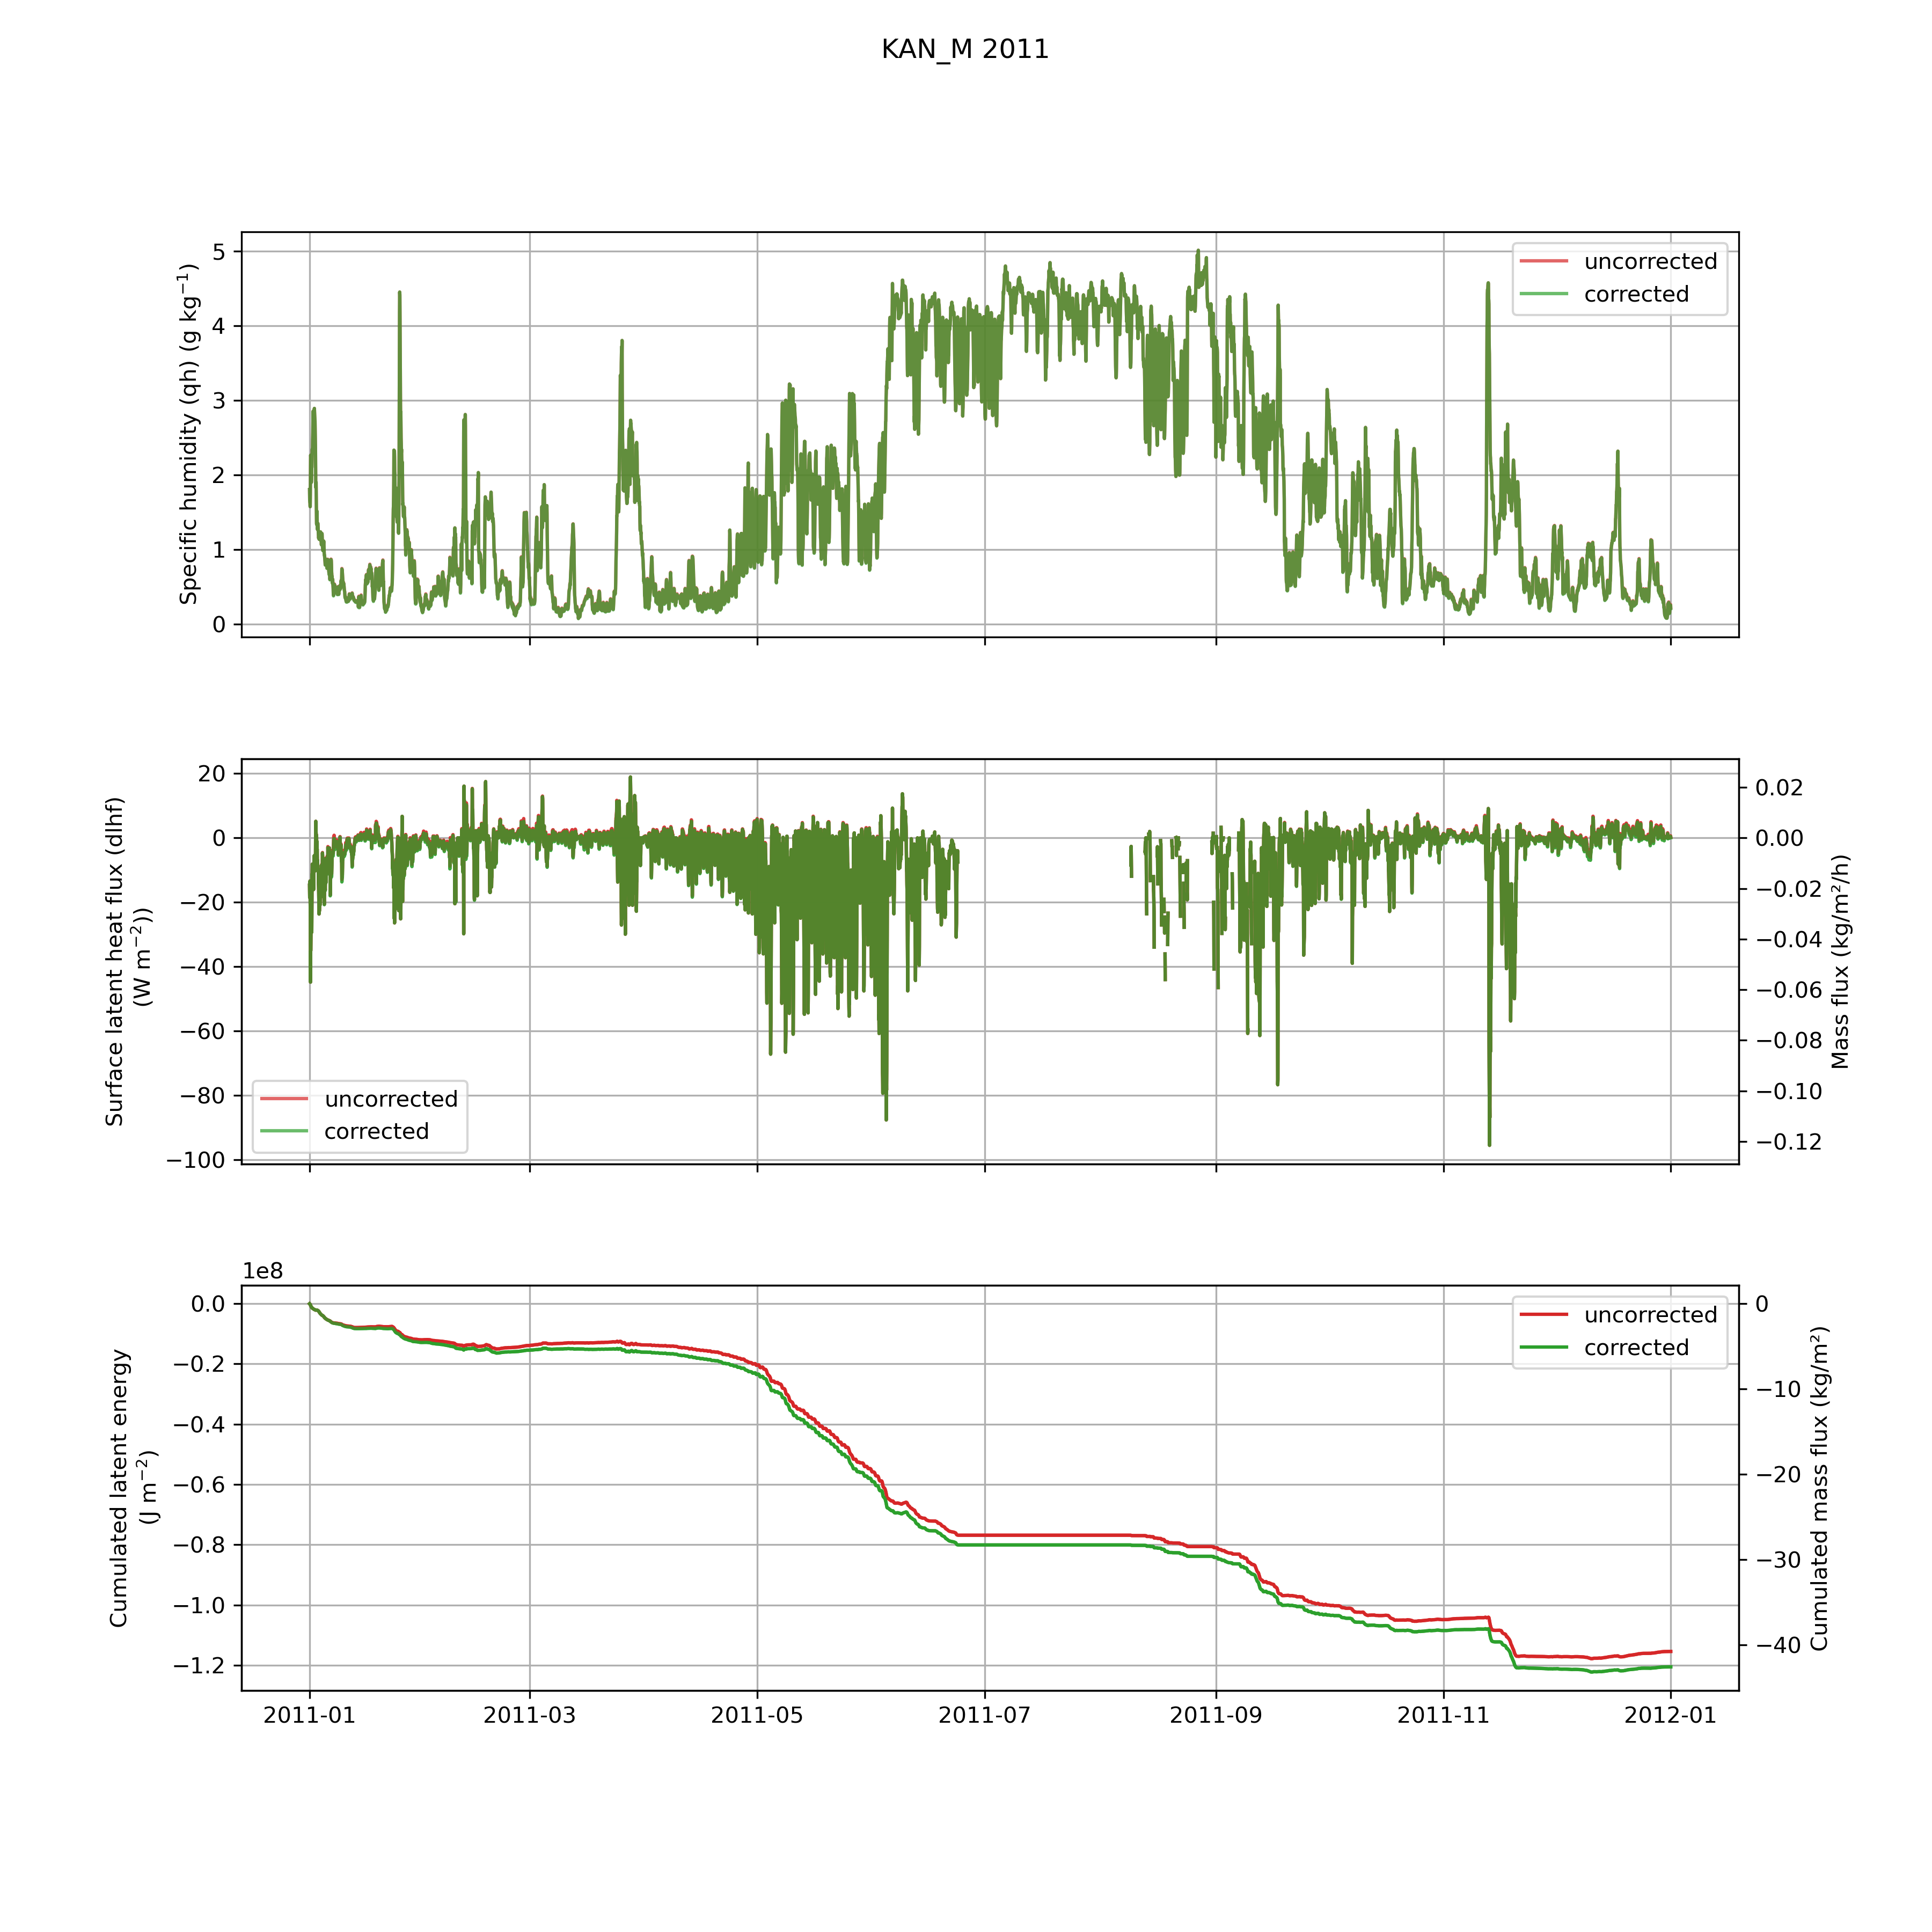 KAN_M 2011
Specific humidity (qh) (g kg⁻¹)
5
4
3
2
1
0
uncorrected
corrected
Surface latent heat flux (dlhf)
(W m⁻²))
20
0
−20
−40
−60
−80
−100
uncorrected
corrected
0.02
0.00
−0.02
−0.04
−0.06
−0.08
−0.10
−0.12
Mass flux (kg/m²/h)
1e8
Cumulated latent energy
(J m⁻²)
0.0
−0.2
−0.4
−0.6
−0.8
−1.0
−1.2
uncorrected
corrected
0
−10
−20
−30
−40
Cumulated mass flux (kg/m²)
2011-01
2011-03
2011-05
2011-07
2011-09
2011-11
2012-01